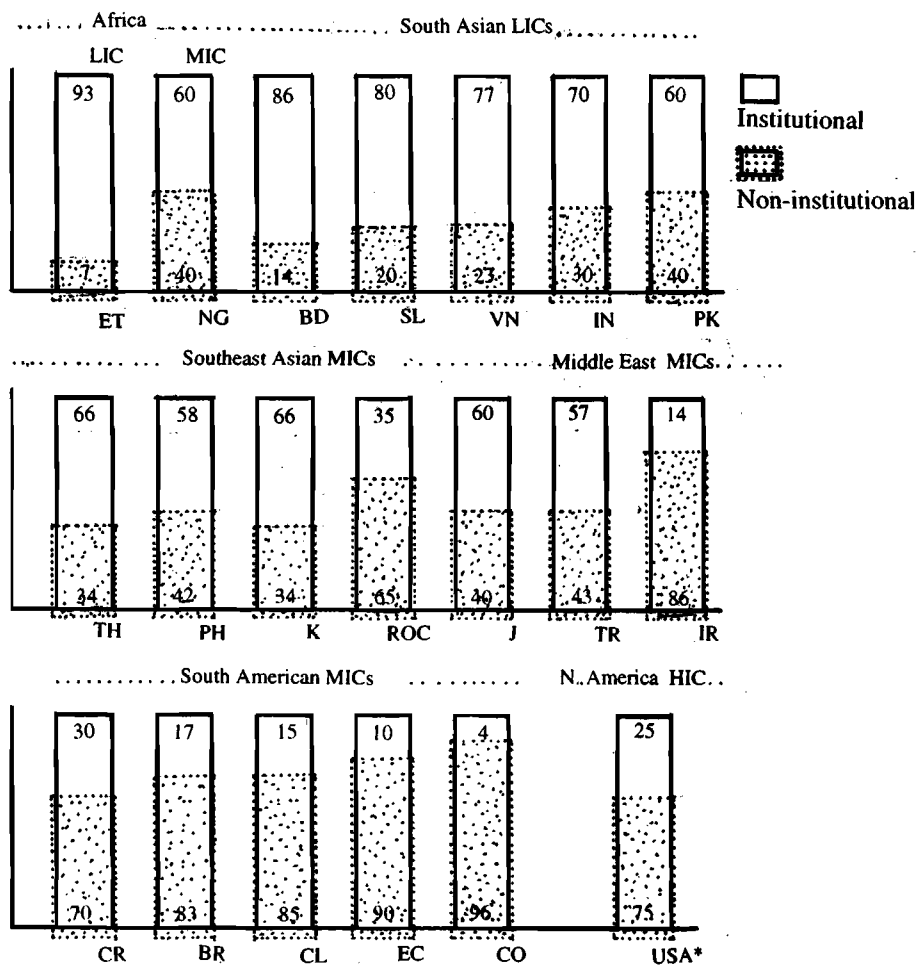 Africa South Asian LICs
LIC MIC
93 60 86 80 77 70 60
Institutional
Non-institutional
7 40 14 20 23 30 40
ET NG BD SL VN IN PK
Southeast Asian MICs Middle East MICs
66 58 66 35 60 57 14
34 42 34 65 40 43 86
TH PH K ROC J TR IR
South American MICs N. America HIC
30 17 15 10 4 25
70 83 85 90 96 75
CR BR CL EC CO USA*